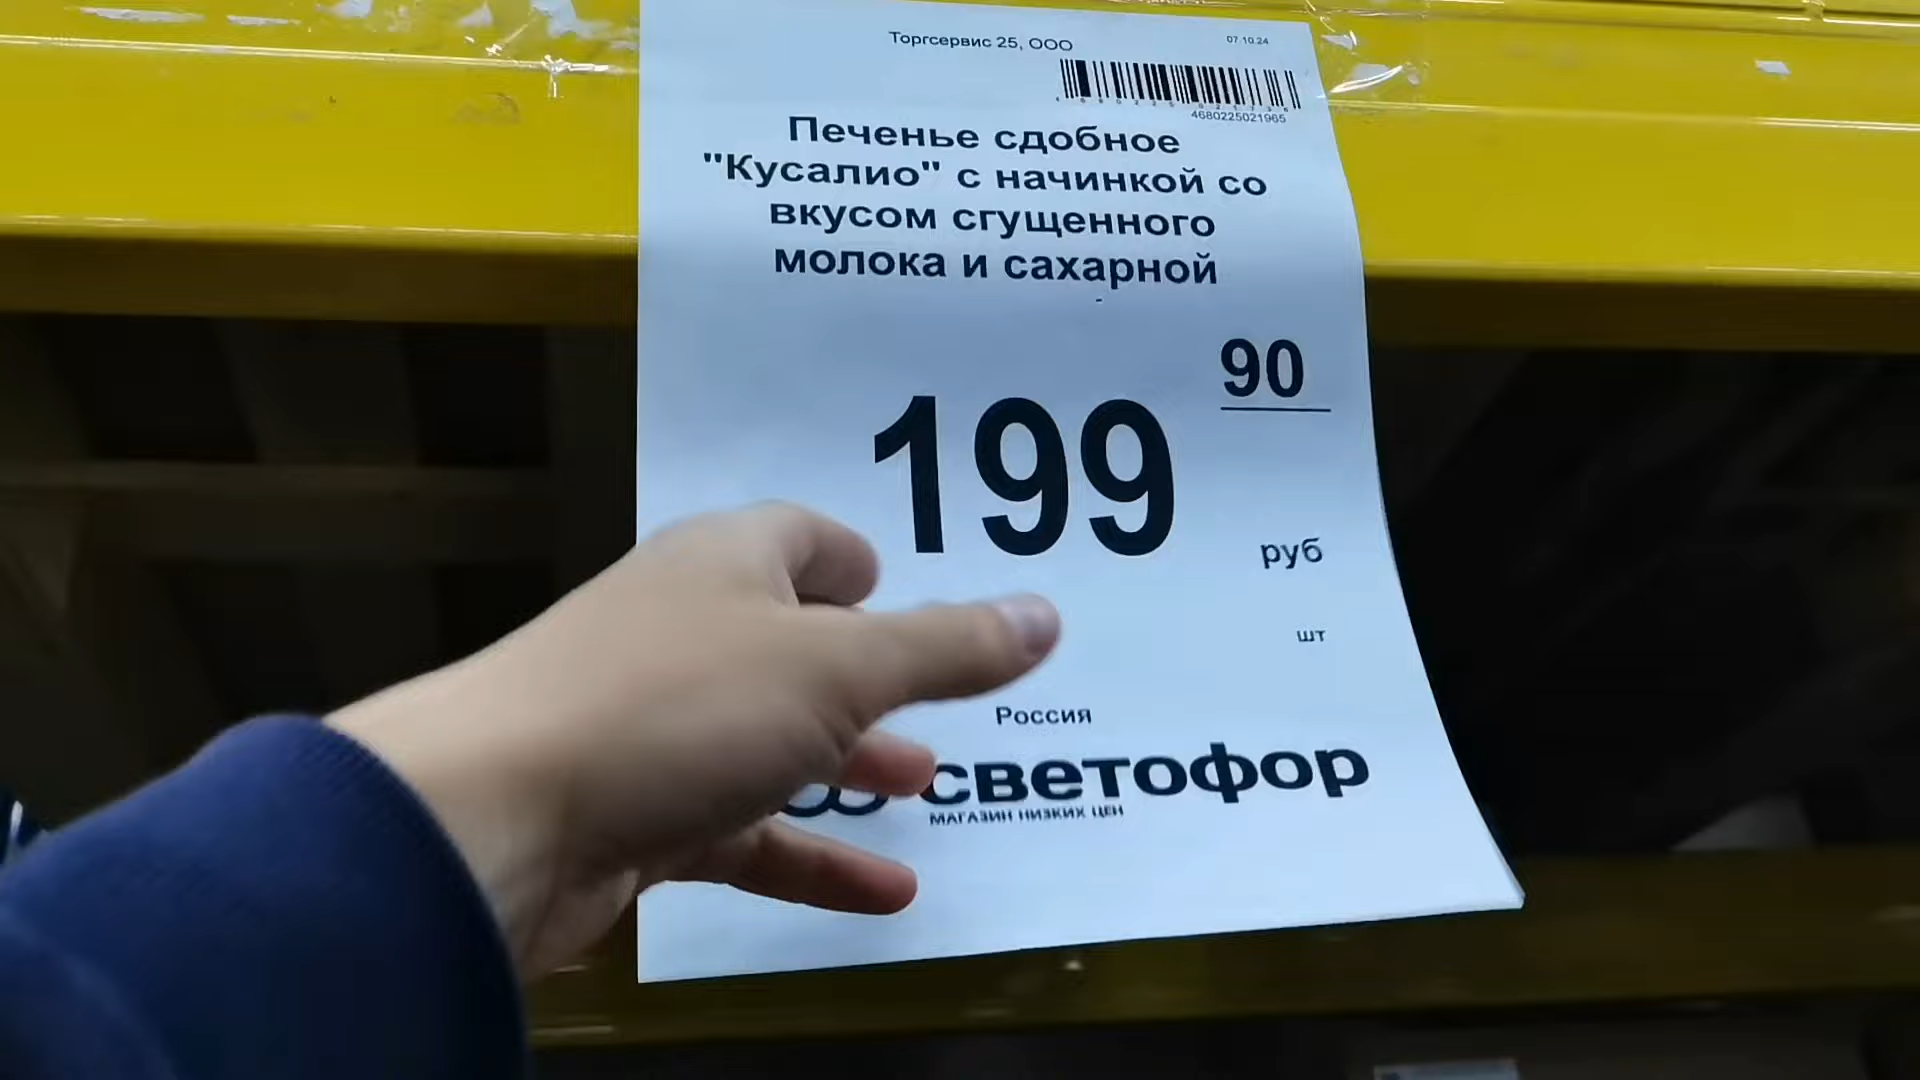 Торгсервис 25, ООО
07.10.24
4680225021965
Печенье сдобное
"Кусалио" с начинкой со
вкусом сгущенного
молока и сахарной
199
90
руб
шт
Россия
светофор
МАГАЗИН НИЗКИХ ЦЕН